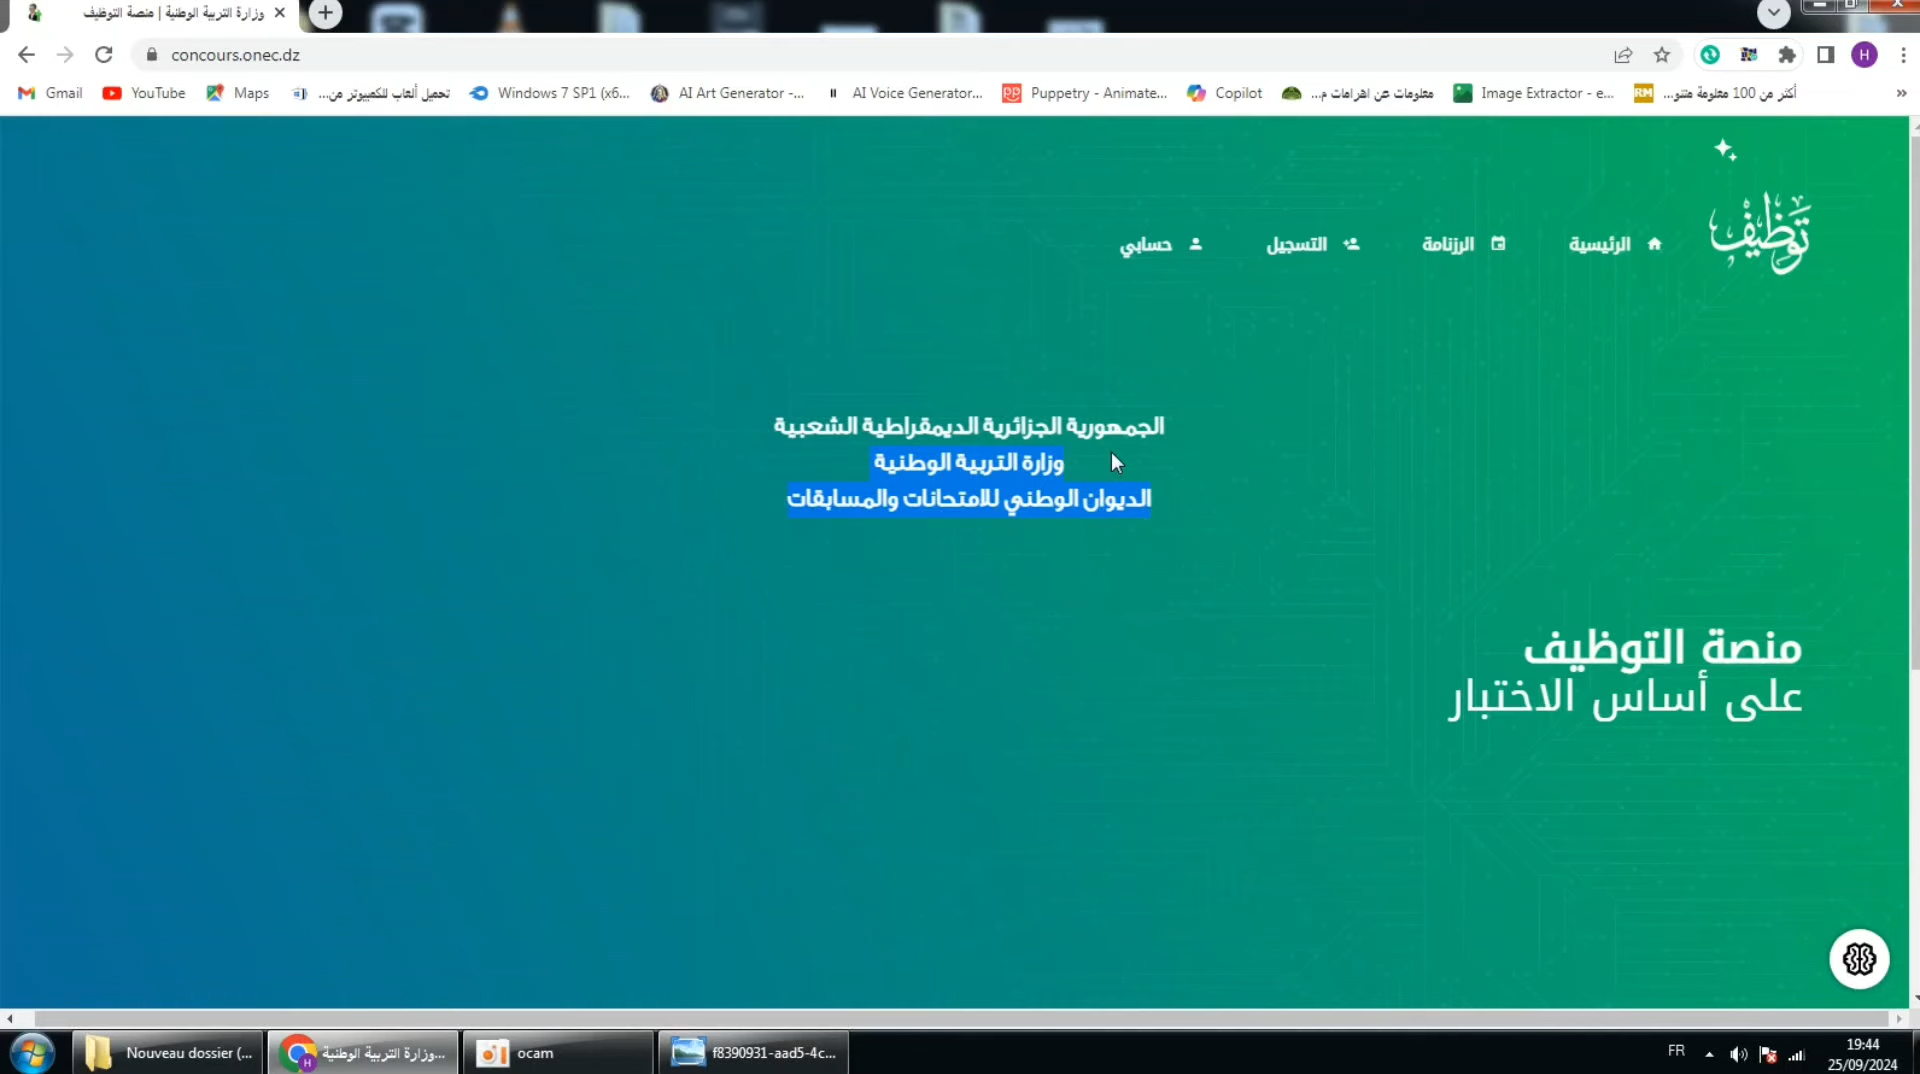 وزارة التربية الوطنية | منصة التوظيف
concours.onec.dz
H
Gmail
YouTube
Maps
تحميل ألعاب للكمبيوتر من...
Windows 7 SP1 (x6...
AI Art Generator -...
AI Voice Generator...
Puppetry - Animate...
Copilot
معلومات عن اهرامات م...
Image Extractor - e...
RM
أكثر من 100 معلومة متنو...
توظيف
الرئيسية
الرزنامة
التسجيل
حسابي
الجمهورية الجزائرية الديمقراطية الشعبية
وزارة التربية الوطنية
الديوان الوطني للامتحانات والمسابقات
منصة التوظيف
على أساس الاختبار
Nouveau dossier (...
وزارة التربية الوطنية...
ocam
f8390931-aad5-4c...
FR
19:44
25/09/2024